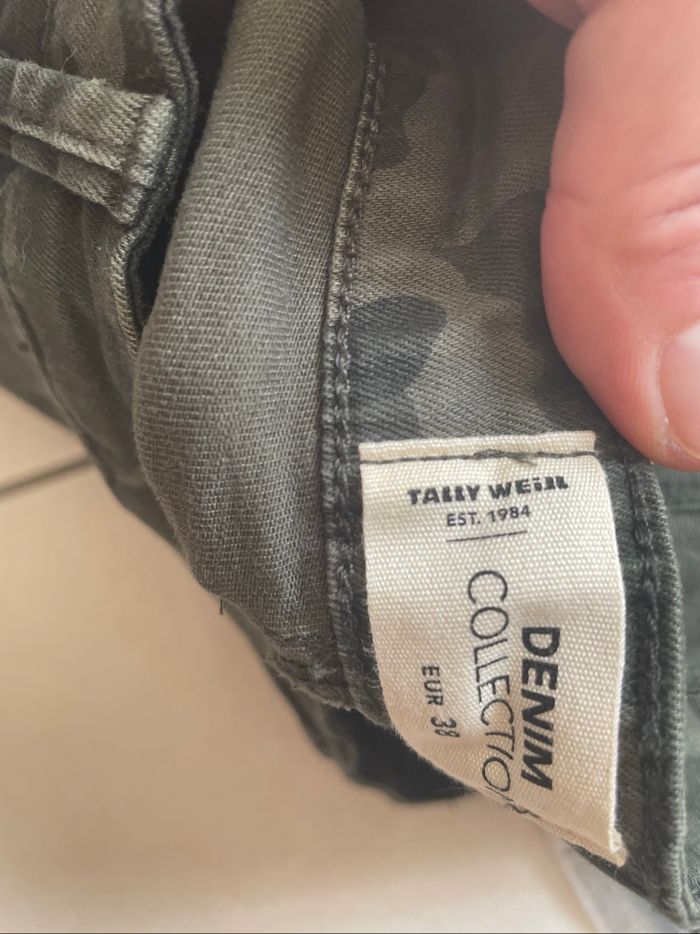 TALLY WEiJL
EST. 1984
DENIM
COLLECTION
EUR 38